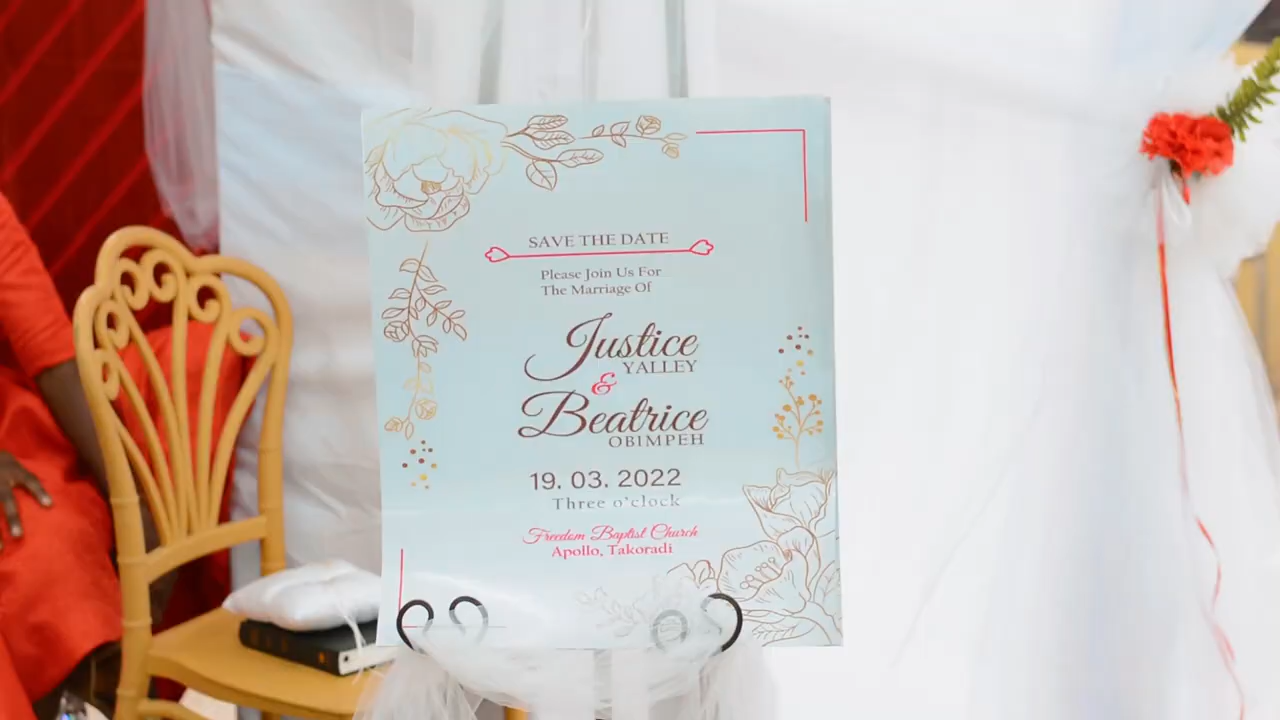 SAVE THE DATE
Please Join Us For
The Marriage Of
Justice
YALLEY
&
Beatrice
OBIMPEH
19. 03. 2022
Three o'clock
Freedom Baptist Church
Apollo, Takoradi